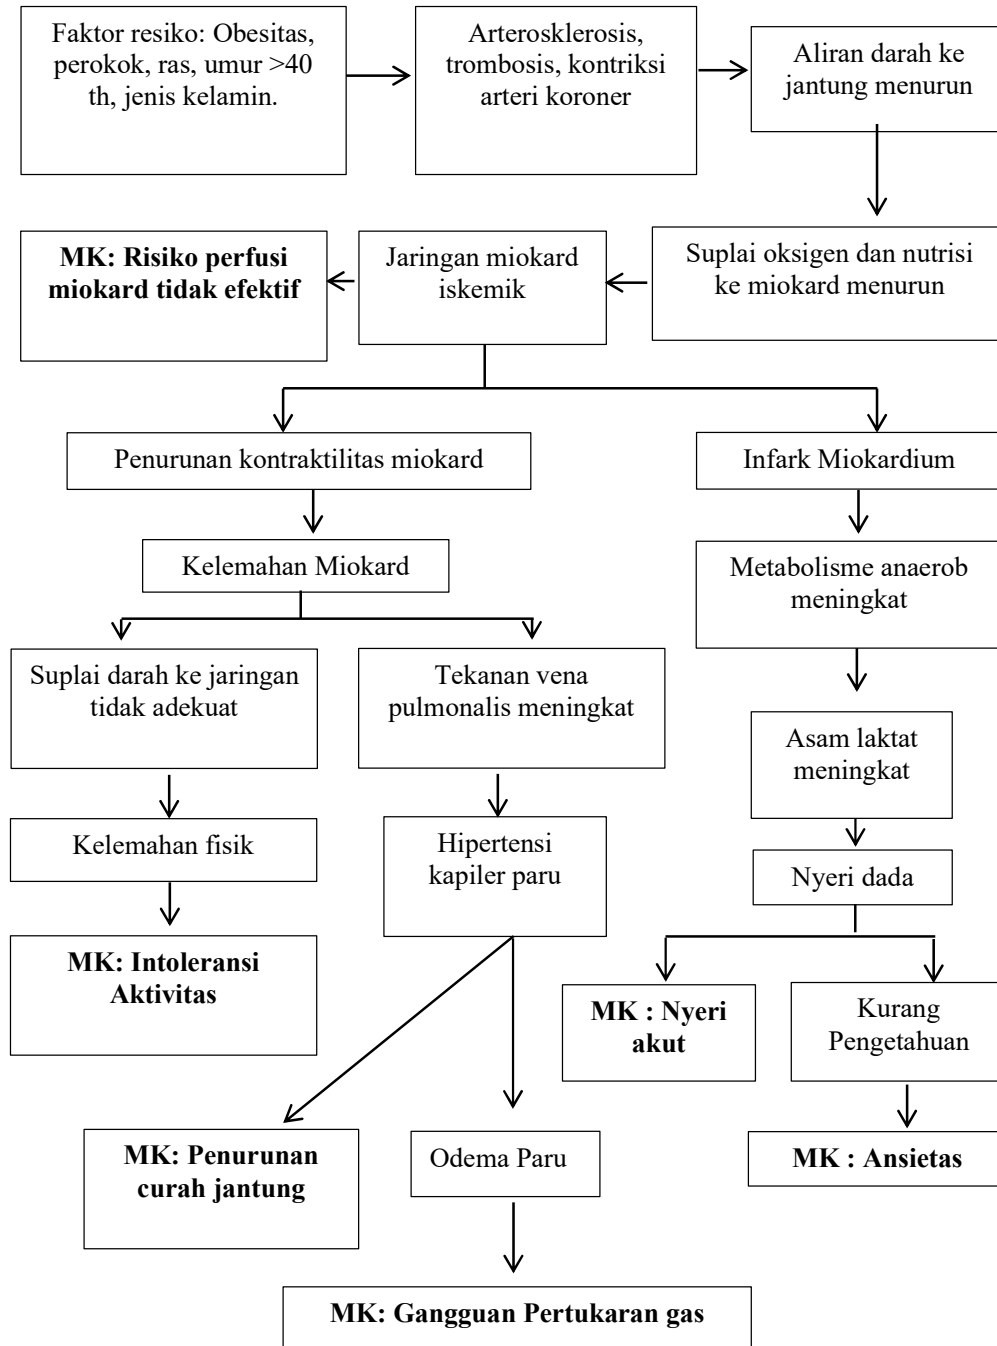 Faktor resiko: Obesitas,
perokok, ras, umur >40
th, jenis kelamin.
Arterosklerosis,
trombosis, kontriksi
arteri koroner
Aliran darah ke
jantung menurun
MK: Risiko perfusi
miokard tidak efektif
Jaringan miokard
iskemik
Suplai oksigen dan nutrisi
ke miokard menurun
Penurunan kontraktilitas miokard
Infark Miokardium
Kelemahan Miokard
Metabolisme anaerob
meningkat
Suplai darah ke jaringan
tidak adekuat
Tekanan vena
pulmonalis meningkat
Asam laktat
meningkat
Kelemahan fisik
Hipertensi
kapiler paru
Nyeri dada
MK: Intoleransi
Aktivitas
MK : Nyeri
akut
Kurang
Pengetahuan
MK: Penurunan
curah jantung
Odema Paru
MK : Ansietas
MK: Gangguan Pertukaran gas